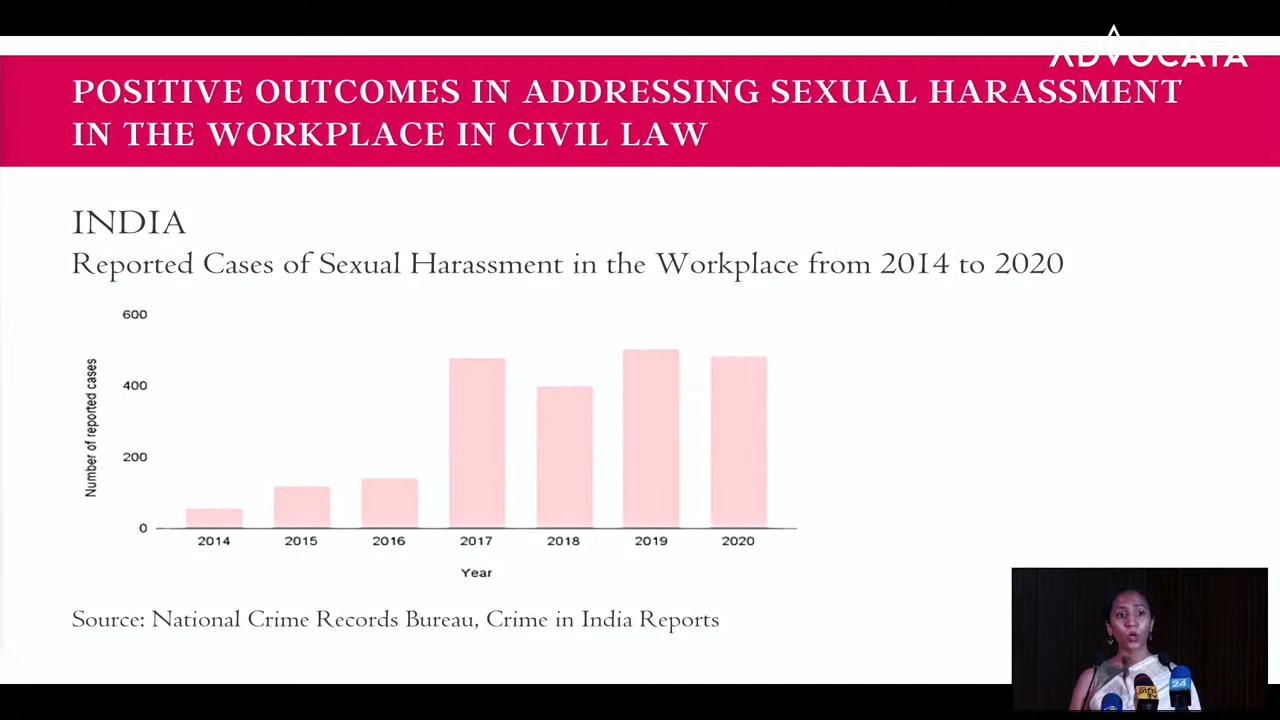 ADVOCATA
POSITIVE OUTCOMES IN ADDRESSING SEXUAL HARASSMENT
IN THE WORKPLACE IN CIVIL LAW
INDIA
Reported Cases of Sexual Harassment in the Workplace from 2014 to 2020
600
400
200
0
Number of reported cases
2014 2015 2016 2017 2018 2019 2020
Year
Source: National Crime Records Bureau, Crime in India Reports
24